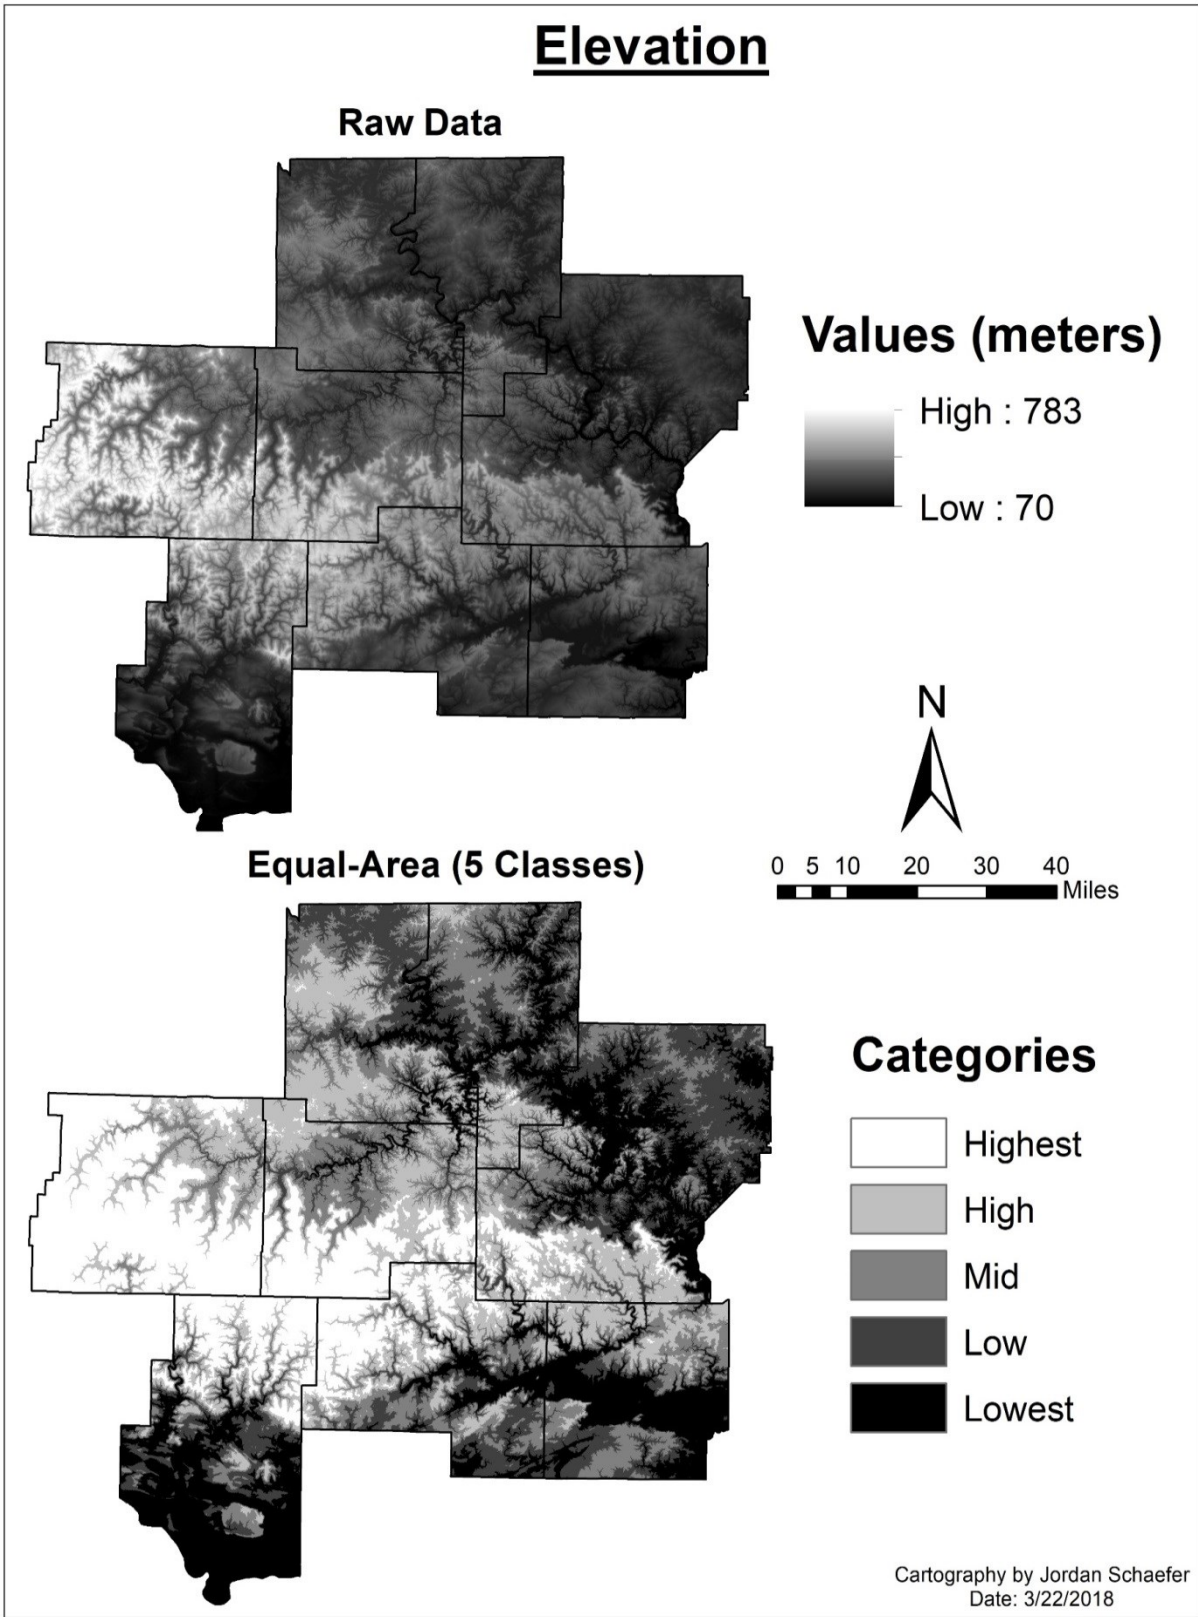 Elevation
Raw Data
Values (meters)
High : 783
Low : 70
N
Equal-Area (5 Classes)
0 5 10 20 30 40
Miles
Categories
Highest
High
Mid
Low
Lowest
Cartography by Jordan Schaefer
Date: 3/22/2018